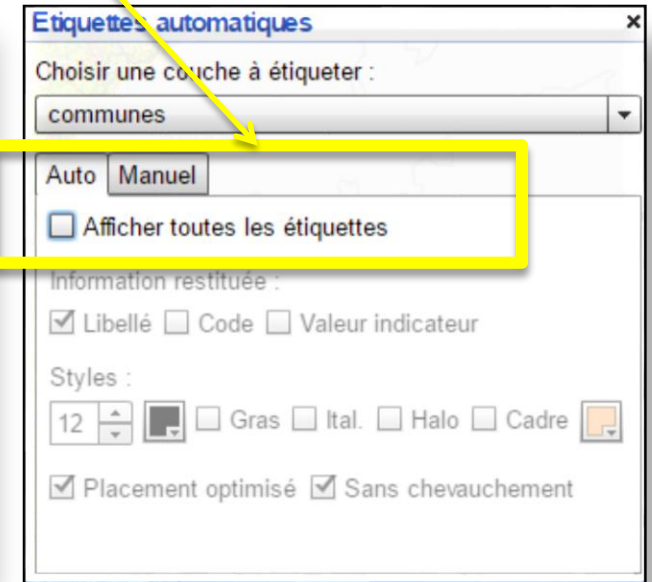 Etiquettes automatiques
Choisir une couche à étiqueter :
communes
Auto Manuel
Afficher toutes les étiquettes
Information restituée :
Libellé Code Valeur indicateur
Styles :
12 Gras Ital. Halo Cadre
Placement optimisé Sans chevauchement